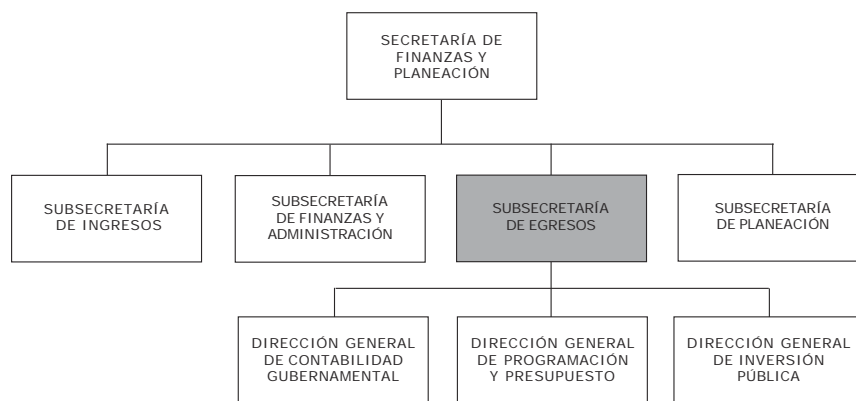 SECRETARÍA DE
FINANZAS Y
PLANEACIÓN
SUBSECRETARÍA
DE INGRESOS
SUBSECRETARÍA
DE FINANZAS Y
ADMINISTRACIÓN
SUBSECRETARÍA
DE EGRESOS
SUBSECRETARÍA
DE PLANEACIÓN
DIRECCIÓN GENERAL
DE CONTABILIDAD
GUBERNAMENTAL
DIRECCIÓN GENERAL
DE PROGRAMACIÓN
Y PRESUPUESTO
DIRECCIÓN GENERAL
DE INVERSIÓN
PÚBLICA